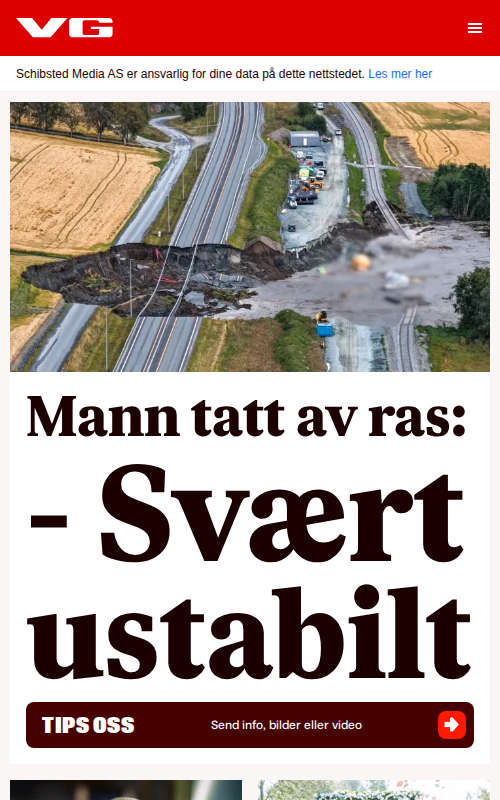 VG
Schibsted Media AS er ansvarlig for dine data på dette nettstedet. Les mer
Mann tatt av ras:
- Svært
ustabilt
TIPS OSS Send info, bilder eller video